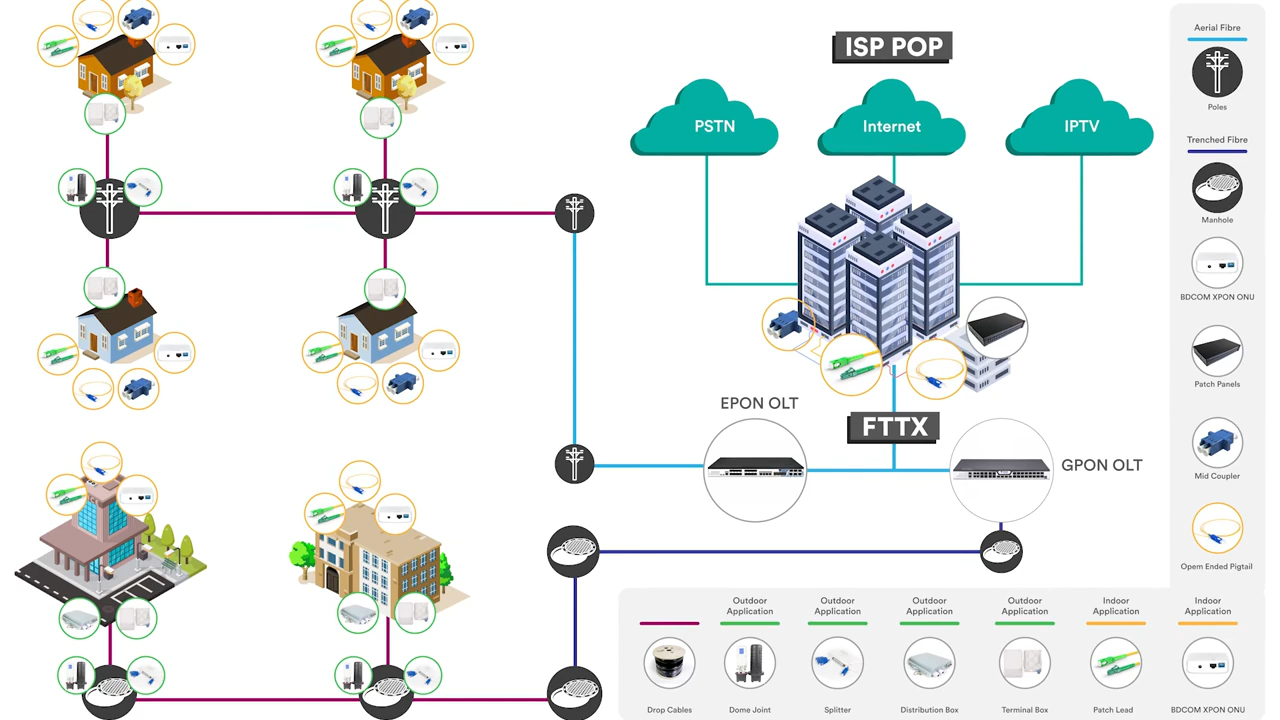 ISP POP
PSTN
Internet
IPTV
EPON OLT
FTTX
GPON OLT
Aerial Fibre
Poles
Trenched Fibre
Manhole
BDCOM XPON ONU
Patch Panels
Mid Coupler
Opem Ended Pigtail
Outdoor
Application
Outdoor
Application
Outdoor
Application
Outdoor
Application
Indoor
Application
Indoor
Application
Drop Cables
Dome Joint
Splitter
Distribution Box
Terminal Box
Patch Lead
BDCOM XPON ONU